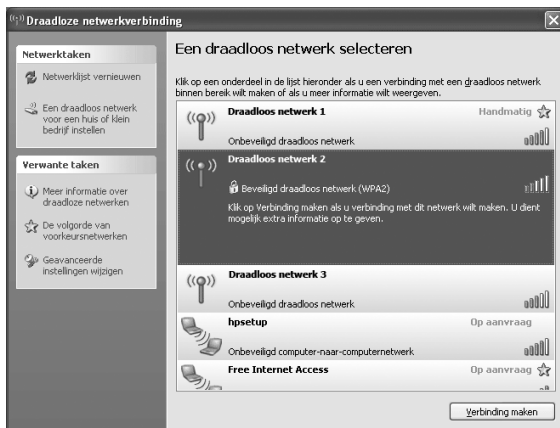 Draadloze netwerkverbinding
Netwerktaken
Netwerklijst vernieuwen
Een draadloos netwerk
voor een huis of klein
bedrijf instellen
Verwante taken
Meer informatie over
draadloze netwerken
De volgorde van
voorkeursnetwerken
Geavanceerde
instellingen wijzigen
Een draadloos netwerk selecteren
Klik op een onderdeel in de lijst hieronder als u een verbinding met een draadloos netwerk
binnen bereik wilt maken of als u meer informatie wilt weergeven.
Draadloos netwerk 1 Handmatig
Onbeveiligd draadloos netwerk
Draadloos netwerk 2
Beveiligd draadloos netwerk (WPA2)
Klik op Verbinding maken als u verbinding met dit netwerk wilt maken. U dient
mogelijk extra informatie op te geven.
Draadloos netwerk 3
Onbeveiligd draadloos netwerk
hpsetup Op aanvraag
Onbeveiligd computer-naar-computernetwerk
Free Internet Access Op aanvraag
Verbinding maken